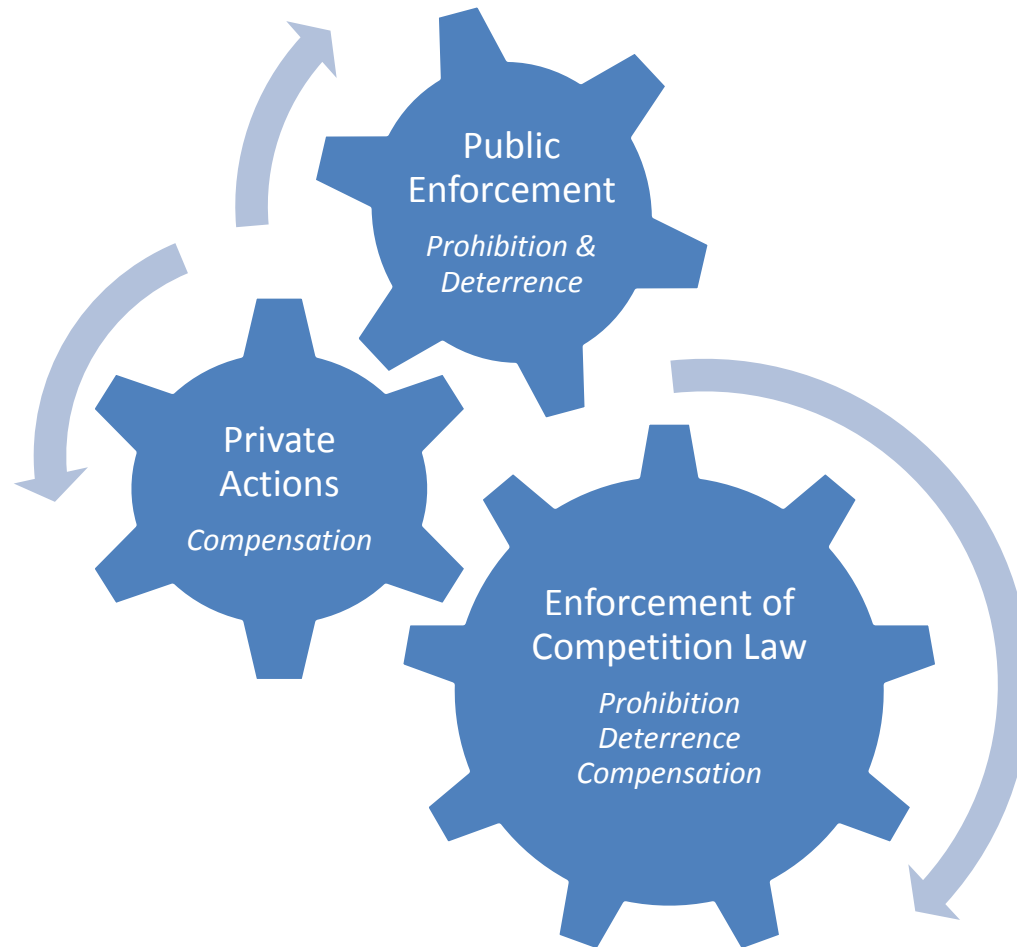 Public
Enforcement
Prohibition &
Deterrence
Private
Actions
Compensation
Enforcement of
Competition Law
Prohibition
Deterrence
Compensation